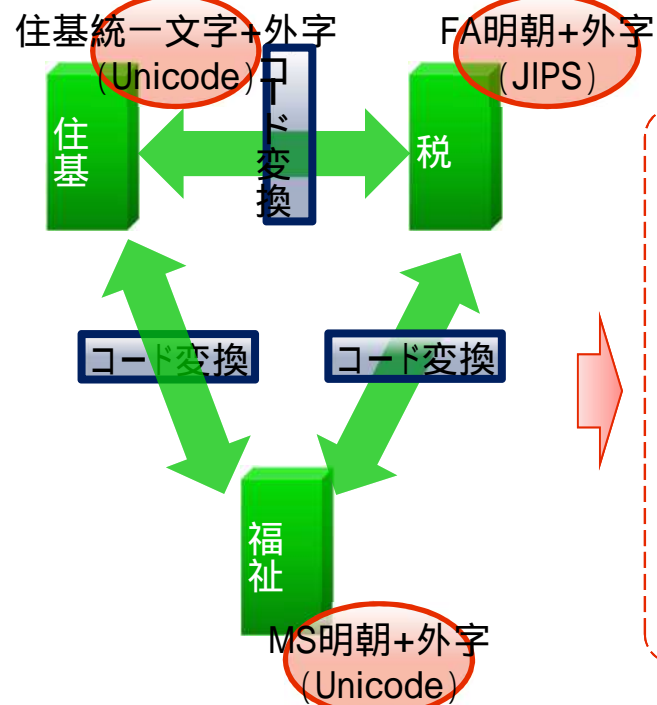 住基統一文字+外字
(Unicode)
FA明朝+外字
(JIPS)
コード変換
住基
税
コード変換
コード変換
福祉
MS明朝+外字
(Unicode)